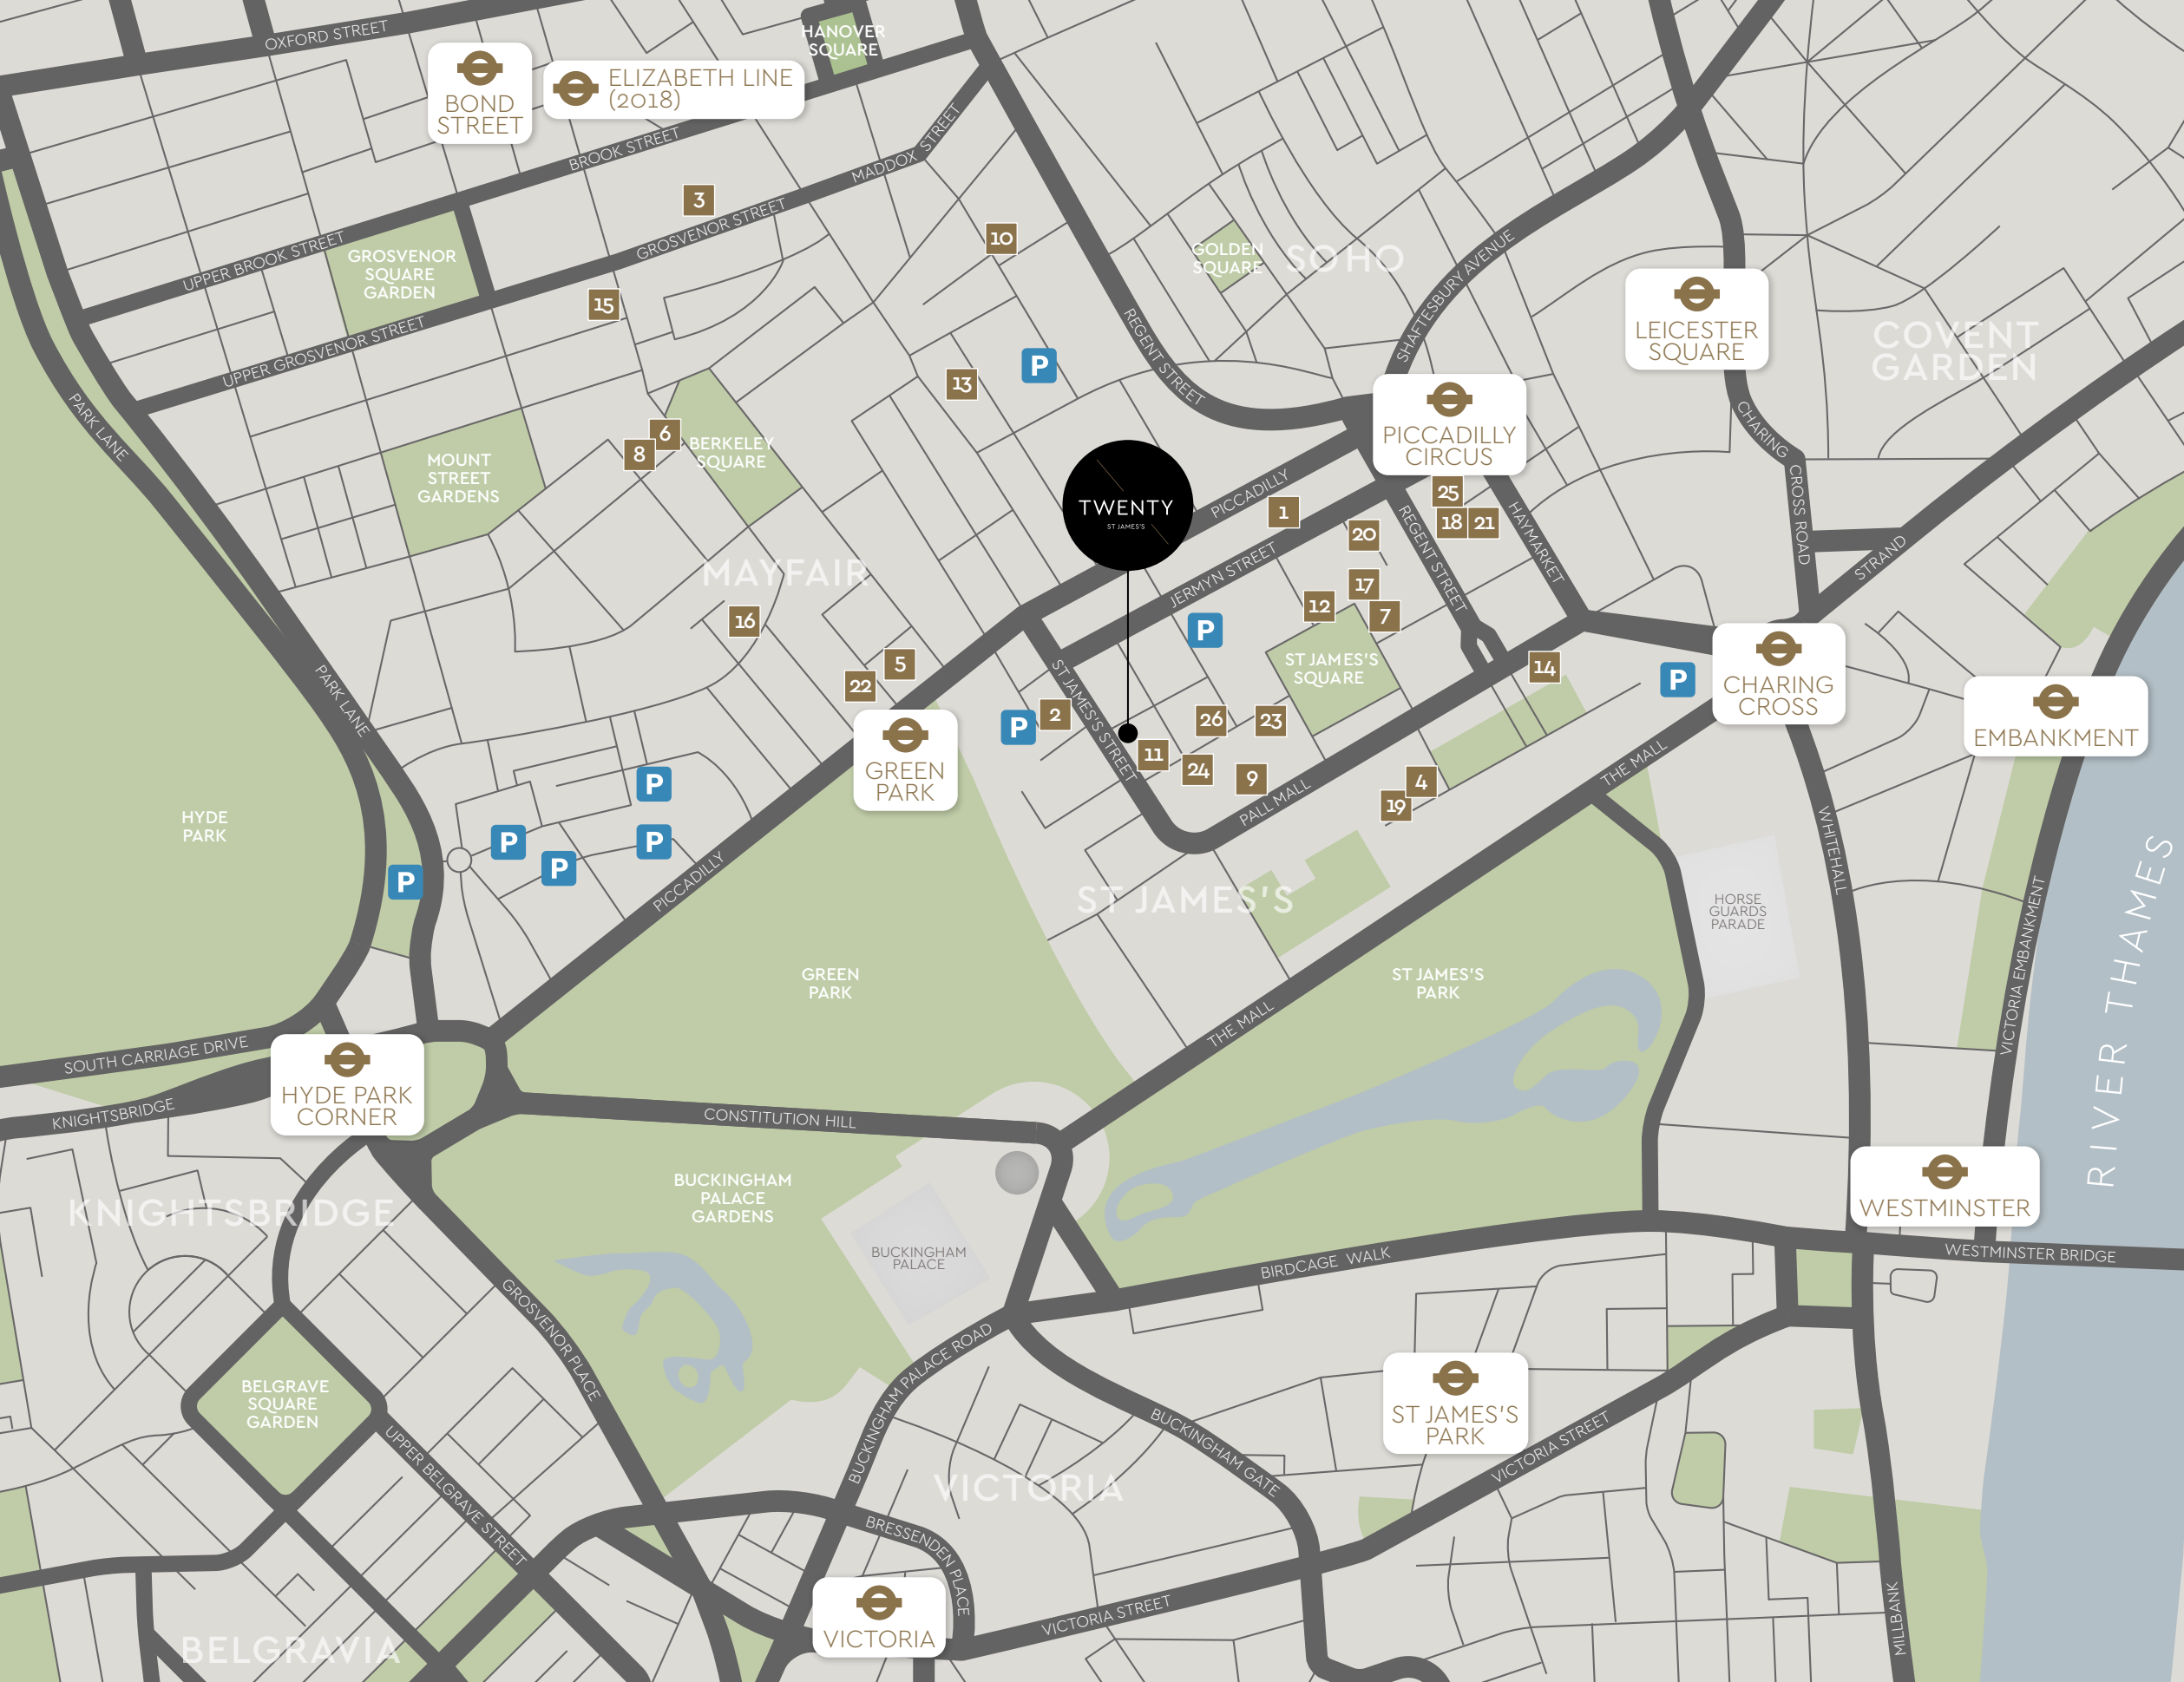 OXFORD STREET
HANOVER
SQUARE
BOND
STREET
ELIZABETH LINE
(2018)
BROOK STREET
MADDOX STREET
3
GROSVENOR STREET
10
UPPER BROOK STREET
GROSVENOR
SQUARE
GARDEN
15
UPPER GROSVENOR STREET
GOLDEN
SQUARE
SOHO
SHAFTESBURY AVENUE
LEICESTER
SQUARE
COVENT
GARDEN
REGENT STREET
P
13
PARK LANE
6
8
BERKELEY
SQUARE
MOUNT
STREET
GARDENS
PICCADILLY
CIRCUS
CHARING CROSS ROAD
TWENTY
ST JAMES'S
PICCADILLY
1
25
18
21
20
REGENT STREET
HAYMARKET
STRAND
MAYFAIR
JERMYN STREET
17
12
7
16
P
5
22
ST JAMES'S
SQUARE
14
P
CHARING
CROSS
EMBANKMENT
PARK LANE
GREEN
PARK
P
2
ST JAMES'S STREET
26
23
11
24
9
4
19
PALL MALL
THE MALL
P
P
P
P
P
HYDE
PARK
PICCADILLY
WHITEHALL
ST JAMES'S
HORSE
GUARDS
PARADE
RIVER THAMES
VICTORIA EMBANKMENT
GREEN
PARK
ST JAMES'S
PARK
THE MALL
SOUTH CARRIAGE DRIVE
KNIGHTSBRIDGE
HYDE PARK
CORNER
CONSTITUTION HILL
BUCKINGHAM
PALACE
GARDENS
KNIGHTSBRIDGE
WESTMINSTER
BUCKINGHAM
PALACE
BIRDCAGE WALK
WESTMINSTER BRIDGE
GROSVENOR PLACE
BUCKINGHAM PALACE ROAD
BELGRAVE
SQUARE
GARDEN
UPPER BELGRAVE STREET
BUCKINGHAM GATE
ST JAMES'S
PARK
VICTORIA STREET
VICTORIA
BRESSENDEN PLACE
VICTORIA
VICTORIA STREET
MILLBANK
BELGRAVIA